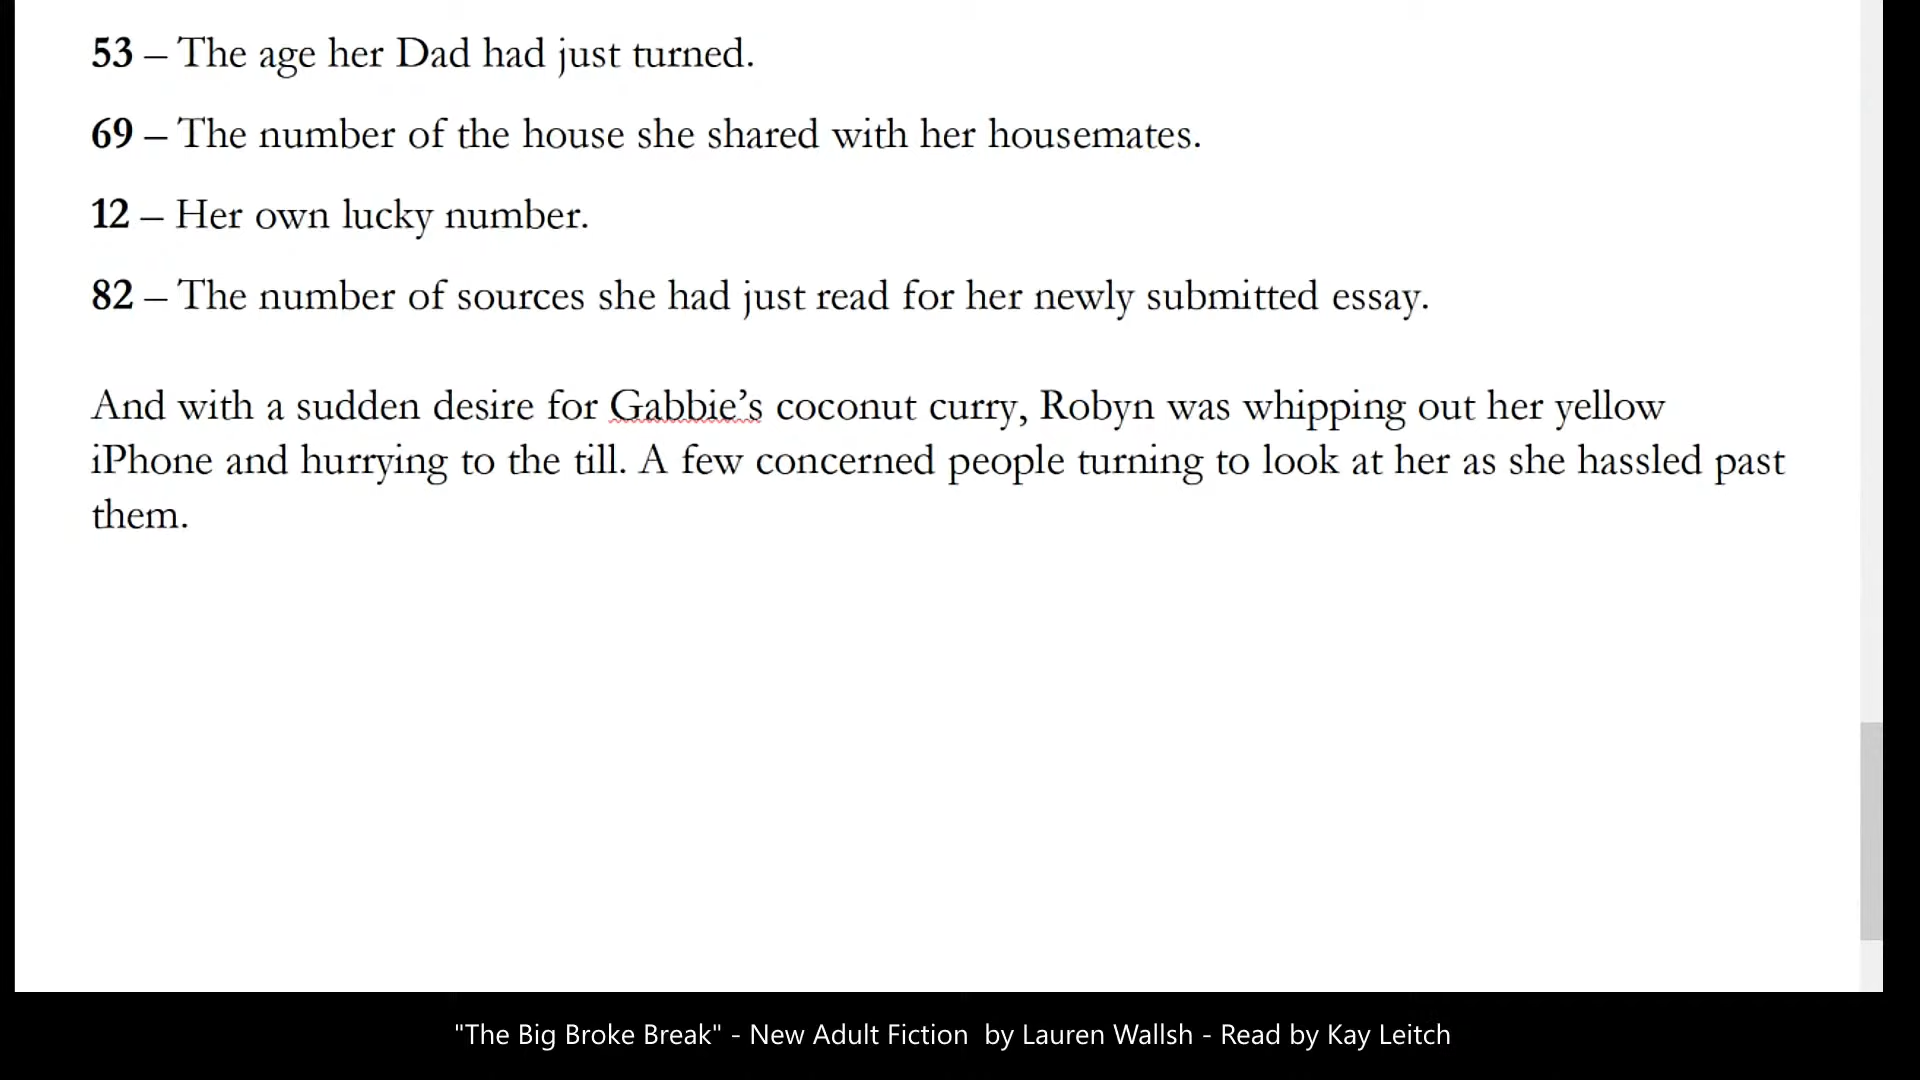 53 – The age her Dad had just turned.
69 – The number of the house she shared with her housemates.
12 – Her own lucky number.
82 – The number of sources she had just read for her newly submitted essay.
And with a sudden desire for Gabbie’s coconut curry, Robyn was whipping out her yellow
iPhone and hurrying to the till. A few concerned people turning to look at her as she hassled past
them.
"The Big Broke Break" - New Adult Fiction  by Lauren Wallsh - Read by Kay Leitch